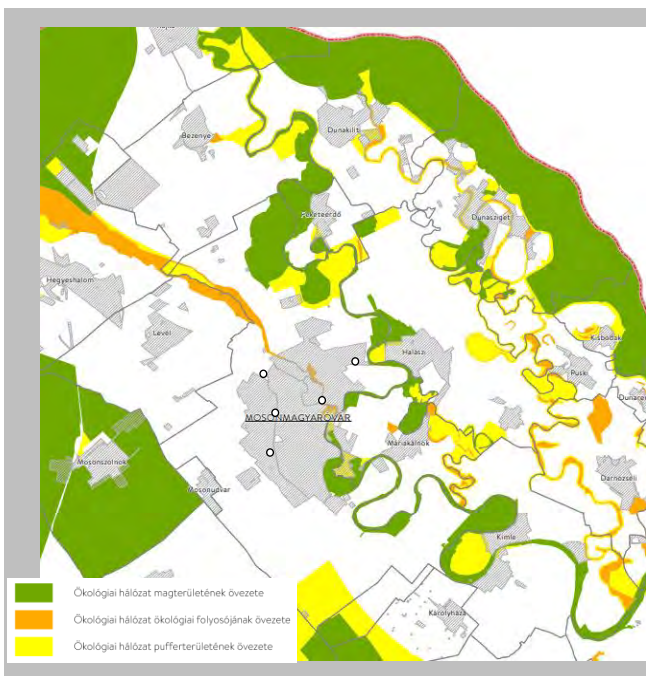 Bezenye
Dunakiliti
Feketeerdő
Dunasziget
Hegyeshalom
Levél
Kisbodak
Halászi
Püski
MOSONMAGYARÓVÁR
Máriakálnok
Mosonszolnok
Darnózseli
Mosonudvar
Kimle
Károlyháza
Ökológiai hálózat magterületének övezete
Ökológiai hálózat ökológiai folyosójának övezete
Ökológiai hálózat pufferterületének övezete